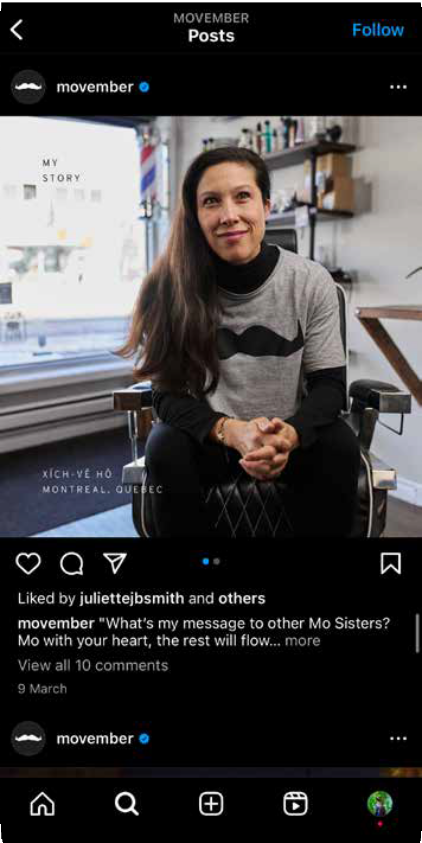 MOVEMBER
Posts
Follow
movember
MY
STORY
XÍCH-VÊ HÔ
MONTREAL, QUEBEC
Liked by juliettejbsmith and others
movember "What's my message to other Mo Sisters?
Mo with your heart, the rest will flow... more
View all 10 comments
9 March
movember